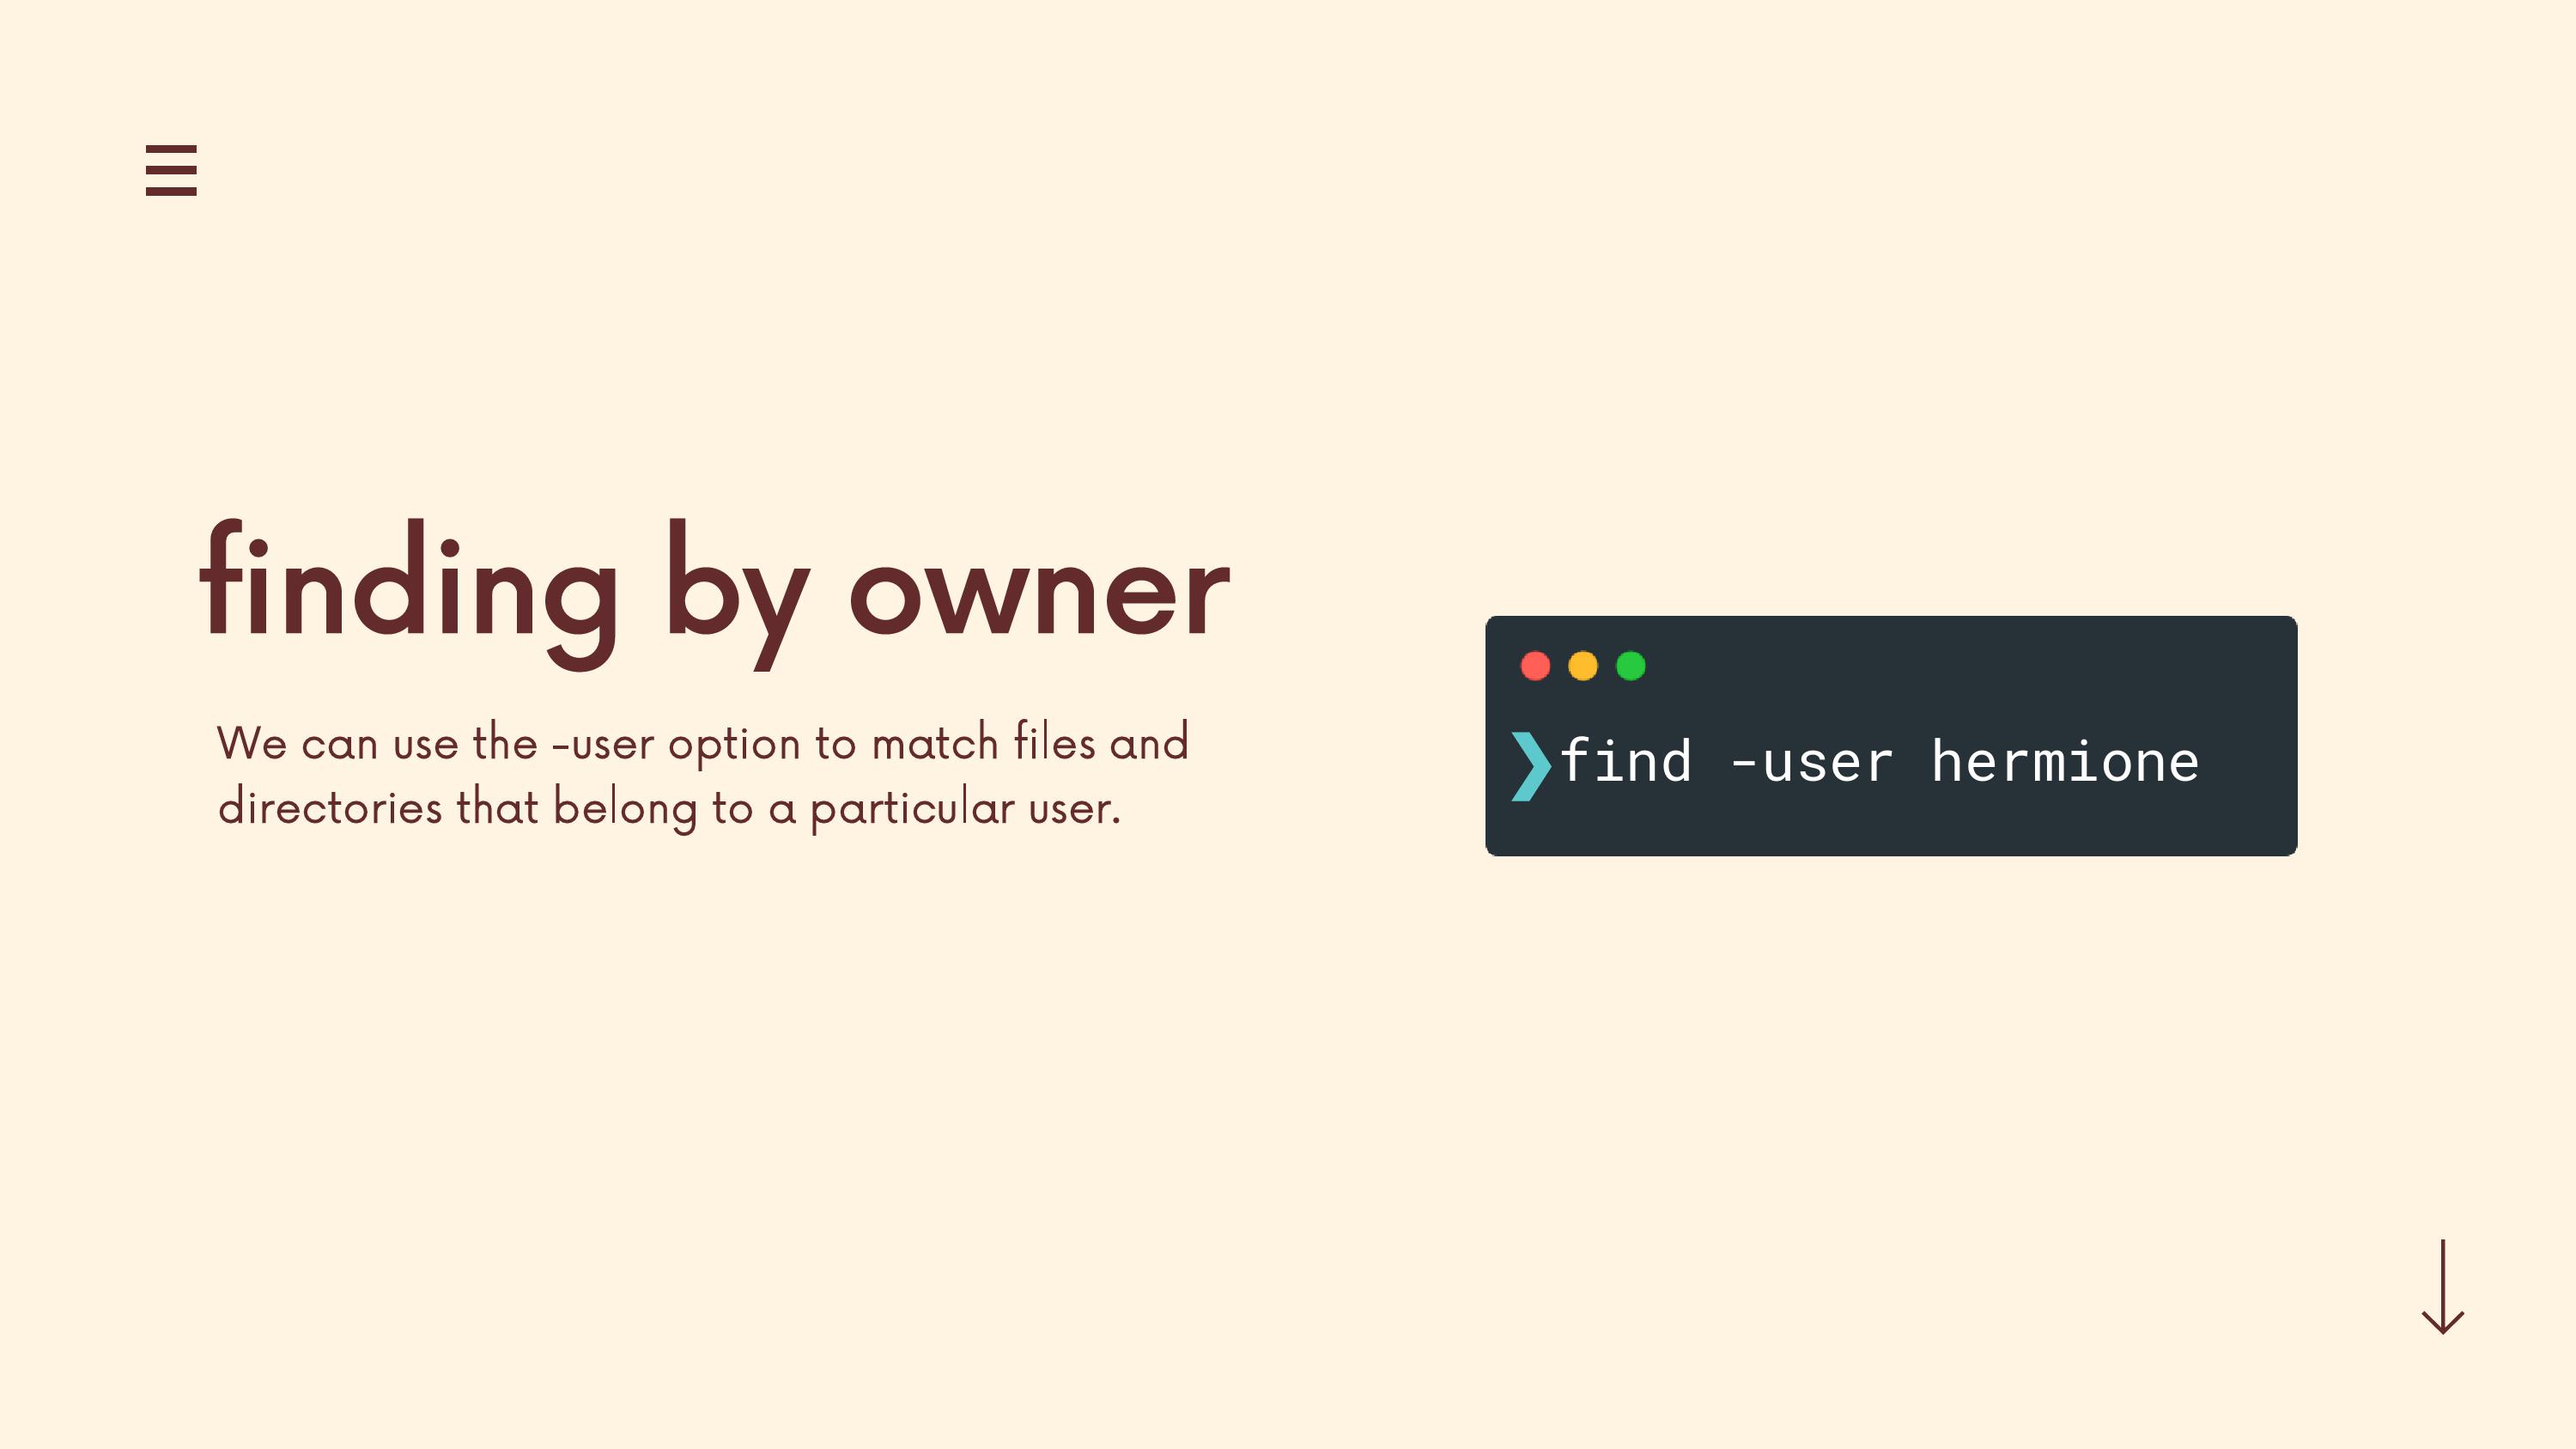 finding by owner
We can use the -user option to match files and
directories that belong to a particular user.
❯find -user hermione